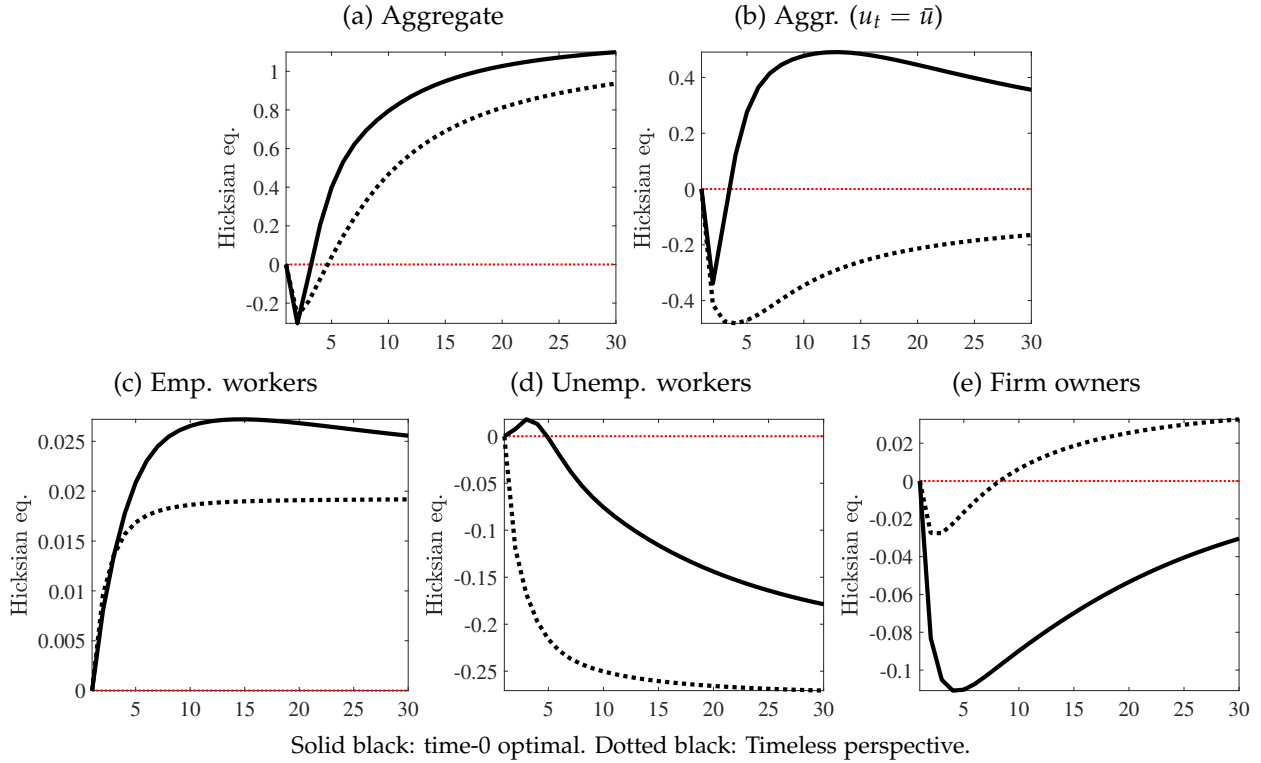 (a) Aggregate
(b) Aggr. (u_t = ū)
Hicksian eq.
1
0.8
0.6
0.4
0.2
0
-0.2
5 10 15 20 25 30
Hicksian eq.
0.4
0.2
0
-0.2
-0.4
5 10 15 20 25 30
(c) Emp. workers
(d) Unemp. workers
(e) Firm owners
Hicksian eq.
0.025
0.02
0.015
0.01
0.005
0
5 10 15 20 25 30
Hicksian eq.
0
-0.05
-0.1
-0.15
-0.2
-0.25
5 10 15 20 25 30
Hicksian eq.
0.02
0
-0.02
-0.04
-0.06
-0.08
-0.1
5 10 15 20 25 30
Solid black: time-0 optimal. Dotted black: Timeless perspective.